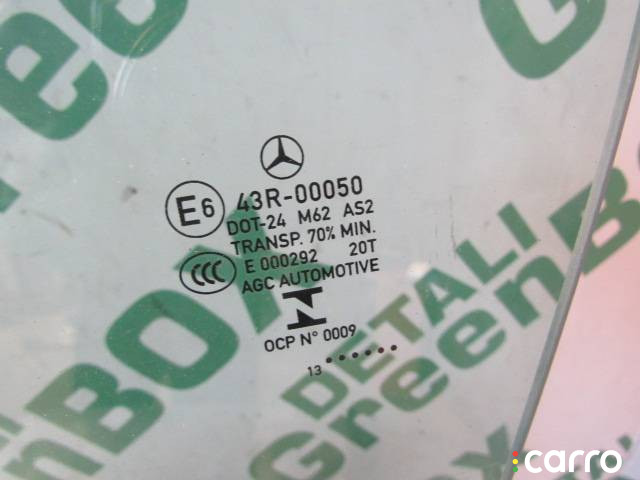 43R-00050
E6
DOT-24 M62 AS2
TRANSP. 70% MIN.
CCC
E 000292 20T
AGC AUTOMOTIVE
OCP N° 0009
13 ••••••
DETALI
GreenBox
BOX
carro